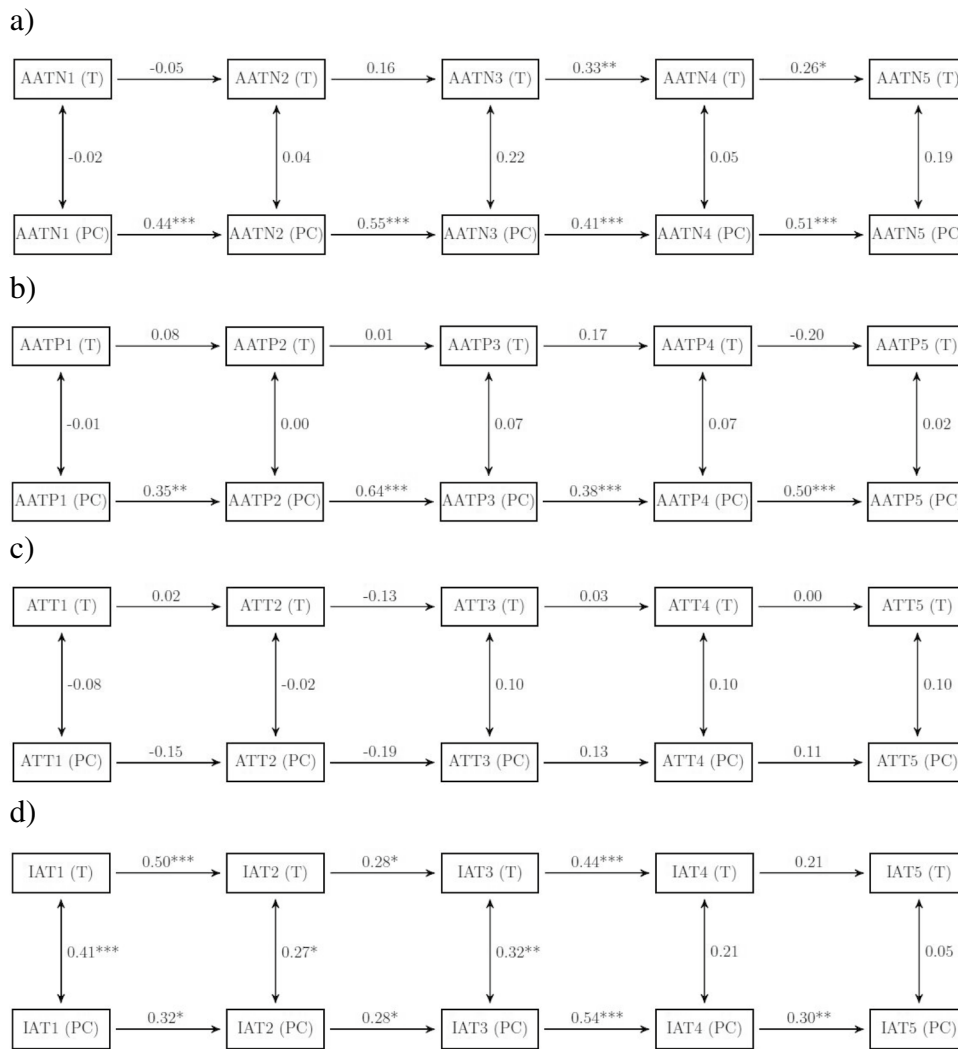 a)
AATN1 (T) -0.05 AATN2 (T) 0.16 AATN3 (T) 0.33** AATN4 (T) 0.26* AATN5 (T)
-0.02 0.04 0.22 0.05 0.19
AATN1 (PC) 0.44*** AATN2 (PC) 0.55*** AATN3 (PC) 0.41*** AATN4 (PC) 0.51*** AATN5 (PC)
b)
AATP1 (T) 0.08 AATP2 (T) 0.01 AATP3 (T) 0.17 AATP4 (T) -0.20 AATP5 (T)
-0.01 0.00 0.07 0.07 0.02
AATP1 (PC) 0.35** AATP2 (PC) 0.64*** AATP3 (PC) 0.38*** AATP4 (PC) 0.50*** AATP5 (PC)
c)
ATT1 (T) 0.02 ATT2 (T) -0.13 ATT3 (T) 0.03 ATT4 (T) 0.00 ATT5 (T)
-0.08 -0.02 0.10 0.10 0.10
ATT1 (PC) -0.15 ATT2 (PC) -0.19 ATT3 (PC) 0.13 ATT4 (PC) 0.11 ATT5 (PC)
d)
IAT1 (T) 0.50*** IAT2 (T) 0.28* IAT3 (T) 0.44*** IAT4 (T) 0.21 IAT5 (T)
0.41*** 0.27* 0.32** 0.21 0.05
IAT1 (PC) 0.32* IAT2 (PC) 0.28* IAT3 (PC) 0.54*** IAT4 (PC) 0.30** IAT5 (PC)